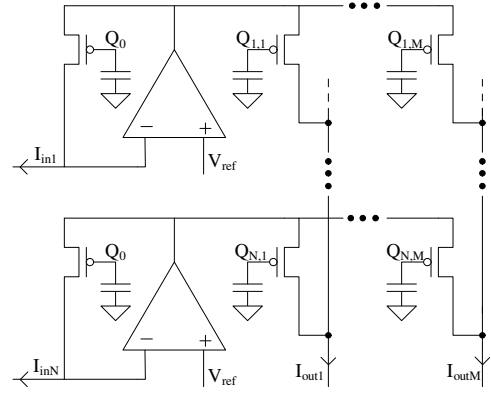 Q0 Q1,1 Q1,M
− +
Iin1 Vref
Q0 QN,1 QN,M
− +
IinN Vref Iout1 IoutM